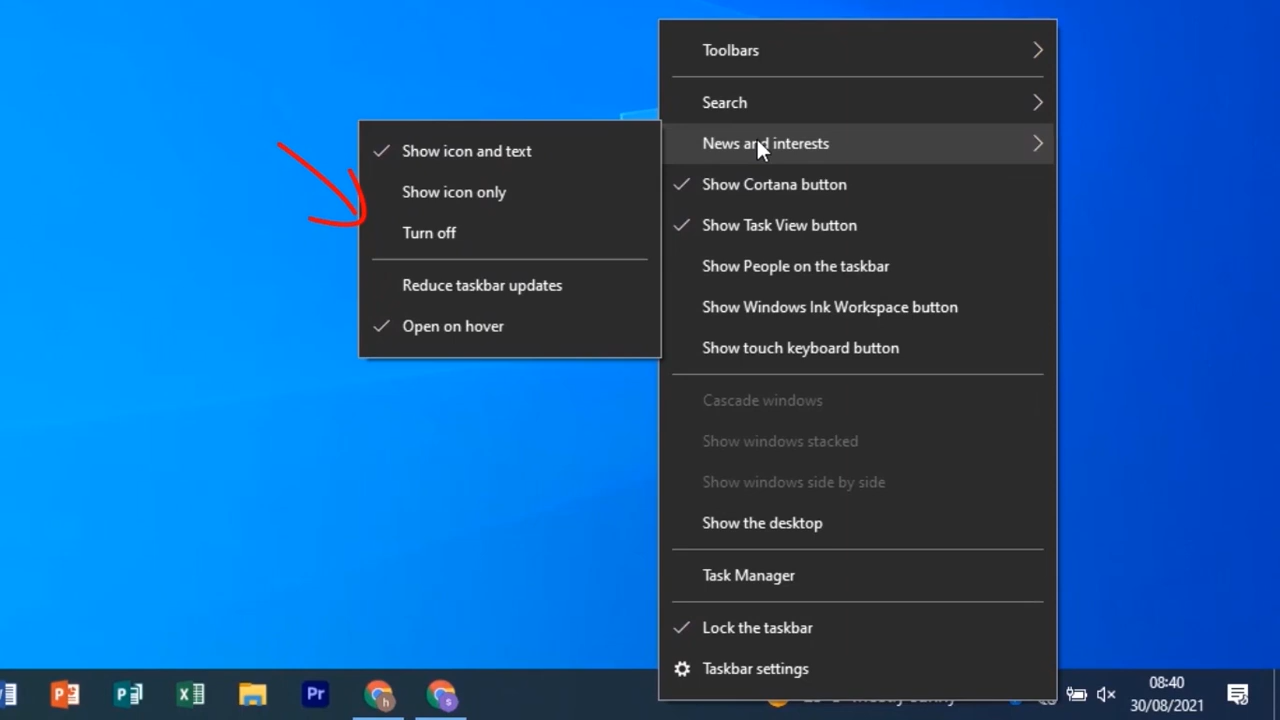 Toolbars
Search
News and interests
Show Cortana button
Show Task View button
Show People on the taskbar
Show Windows Ink Workspace button
Show touch keyboard button
Cascade windows
Show windows stacked
Show windows side by side
Show the desktop
Task Manager
Lock the taskbar
Taskbar settings
Show icon and text
Show icon only
Turn off
Reduce taskbar updates
Open on hover
Pr
h
s
08:40
30/08/2021